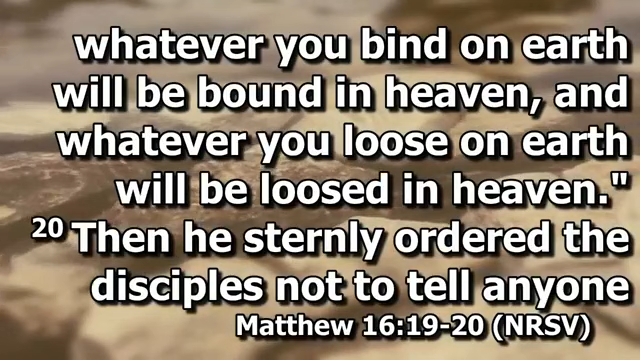 whatever you bind on earth
will be bound in heaven, and
whatever you loose on earth
will be loosed in heaven."
20 Then he sternly ordered the
disciples not to tell anyone
Matthew 16:19-20 (NRSV)